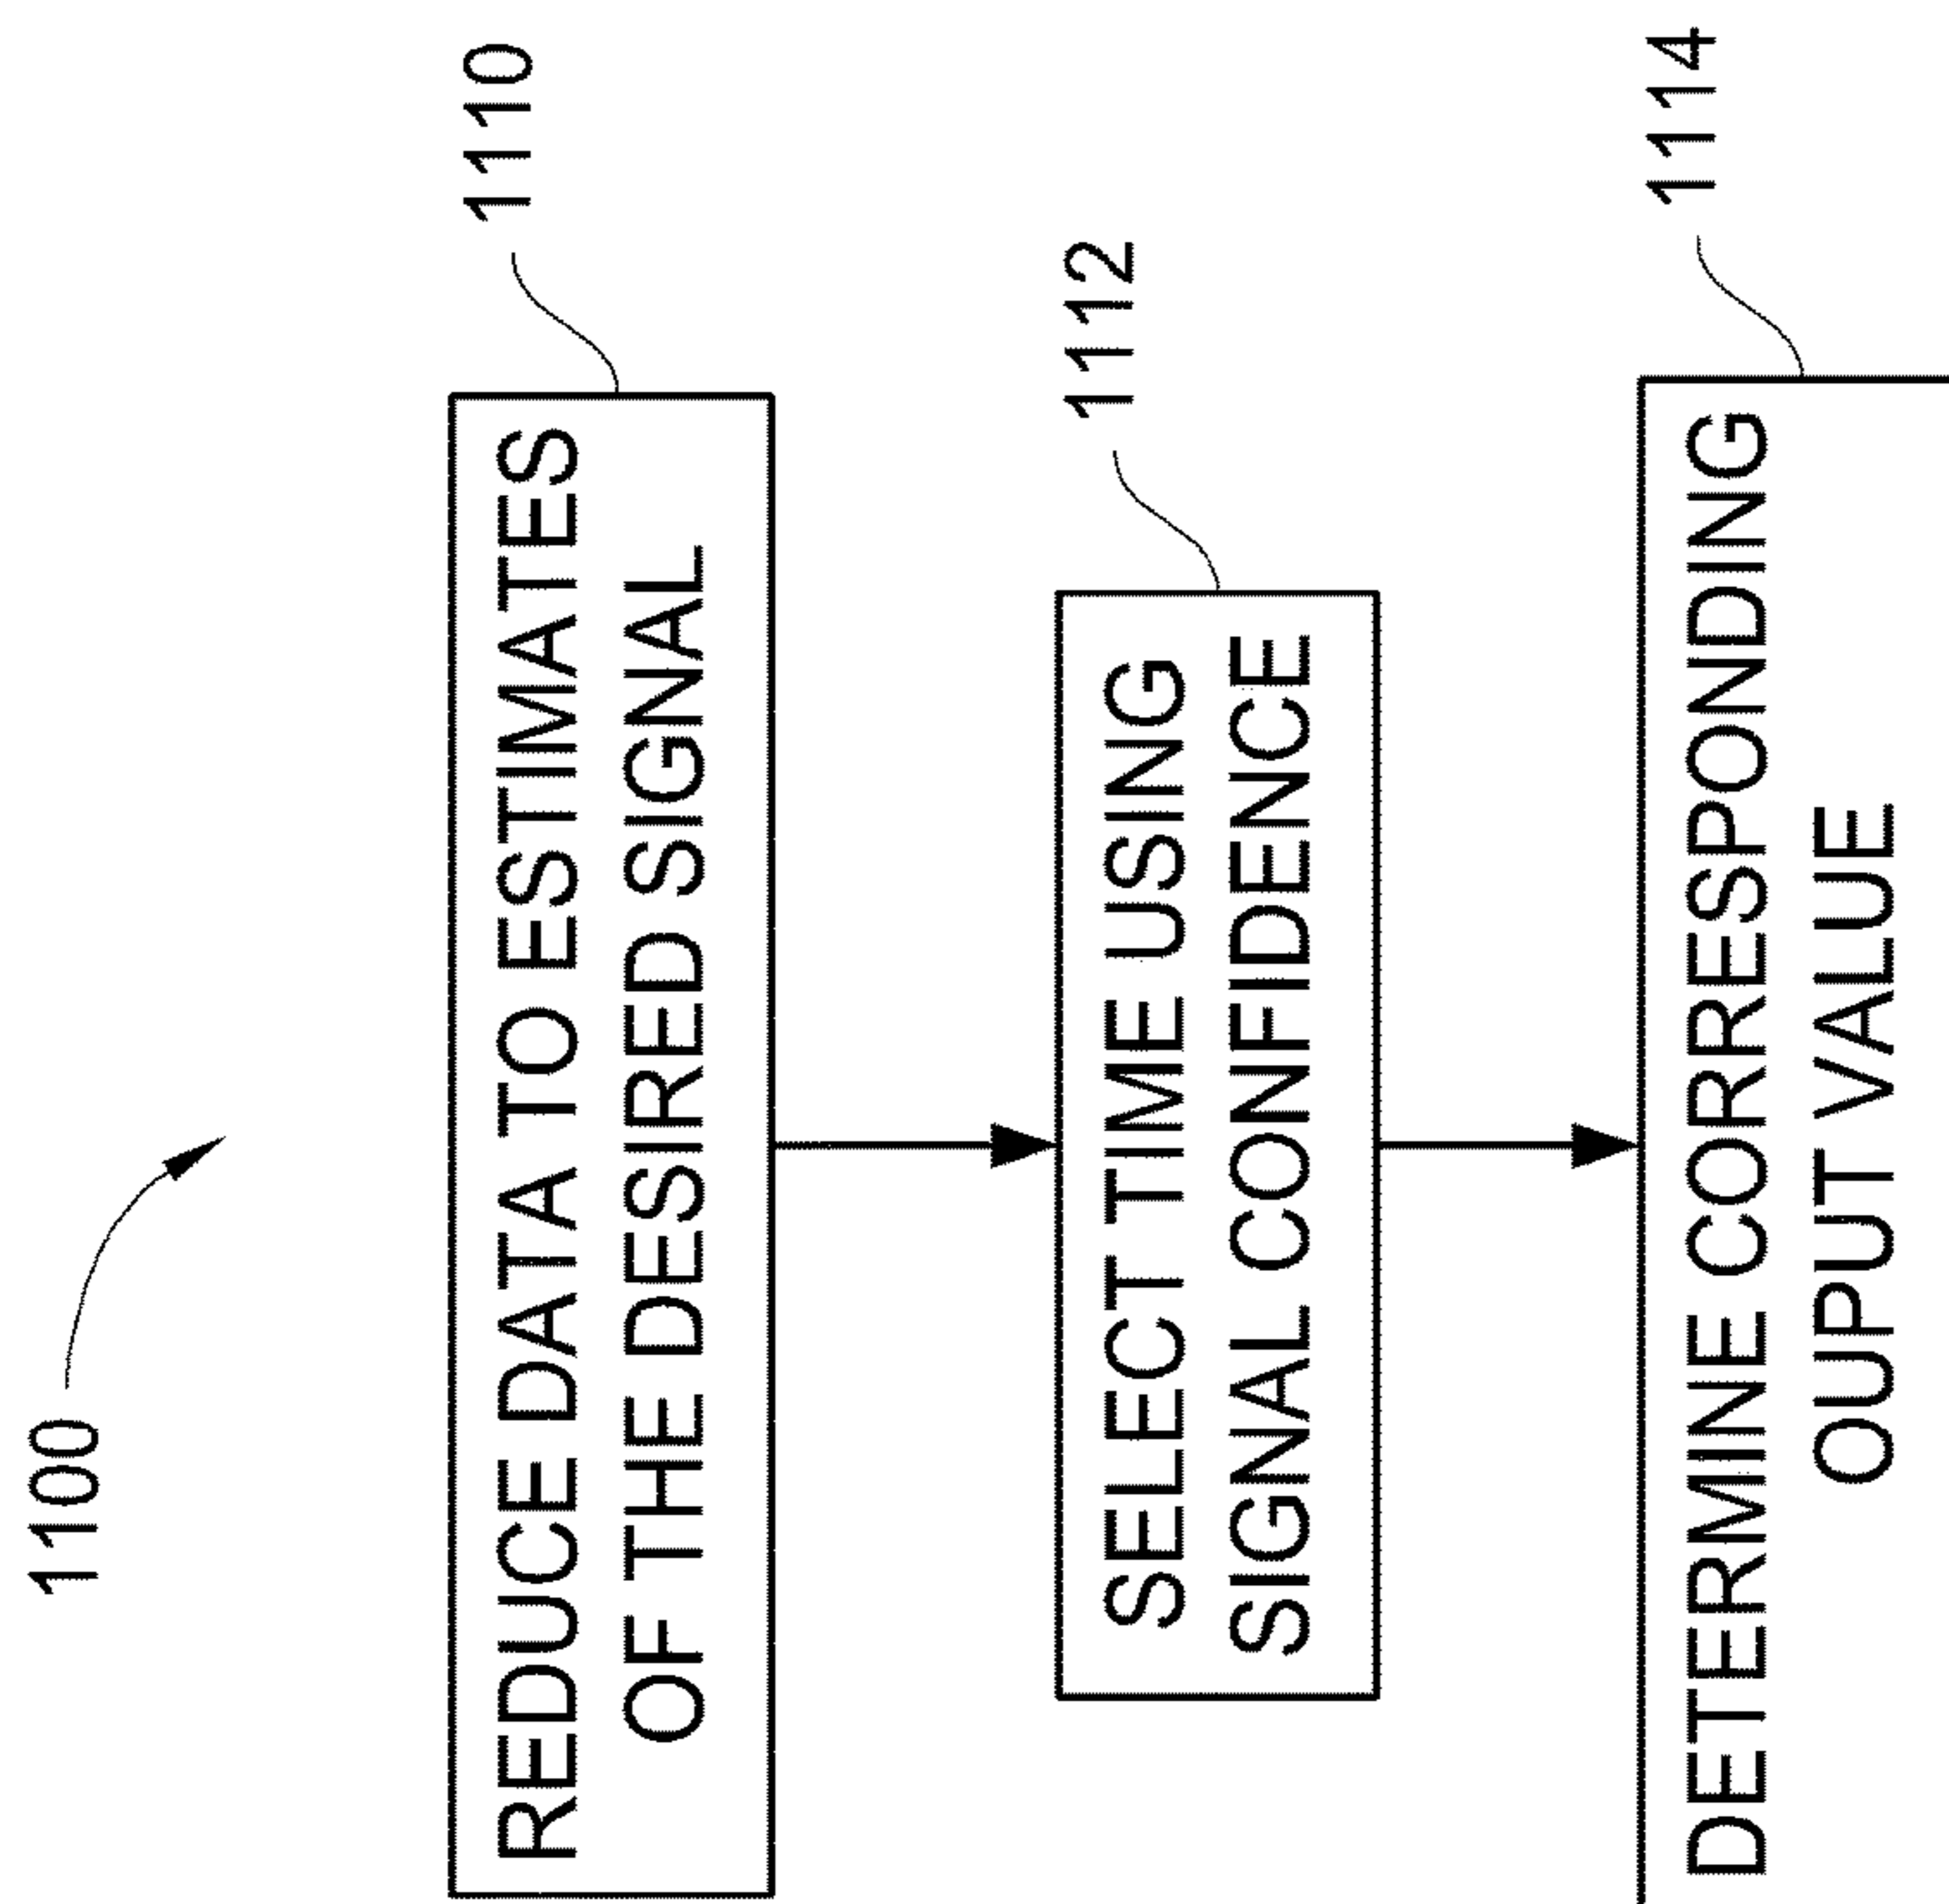 1100
1110
REDUCE DATA TO ESTIMATES
OF THE DESIRED SIGNAL
1112
SELECT TIME USING
SIGNAL CONFIDENCE
1114
DETERMINE CORRESPONDING
OUPUT VALUE